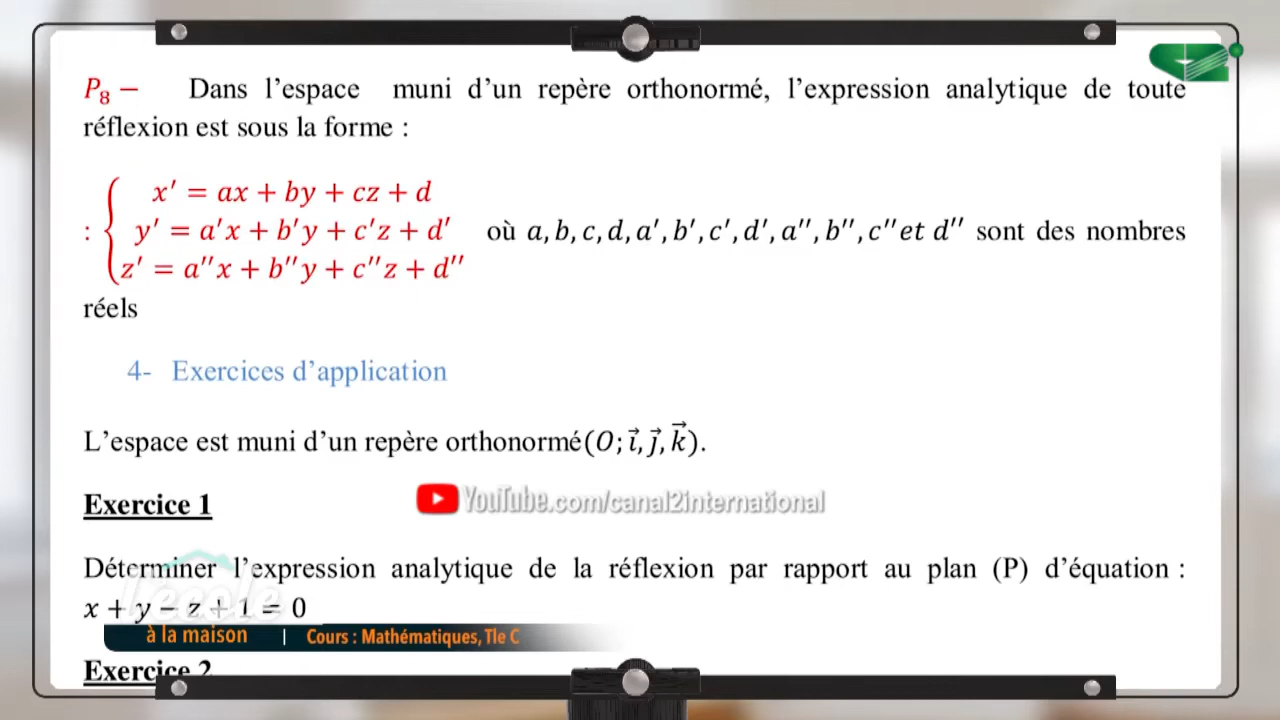 P₈ − Dans l’espace muni d’un repère orthonormé, l’expression analytique de toute
réflexion est sous la forme :
x′ = ax + by + cz + d
: { y′ = a′x + b′y + c′z + d′ où a, b, c, d, a′, b′, c′, d′, a′′, b′′, c′′et d′′ sont des nombres
z′ = a′′x + b′′y + c′′z + d′′
réels
4- Exercices d’application
L’espace est muni d’un repère orthonormé(O; i⃗, j⃗, k⃗).
Exercice 1
YouTube.com/canal2international
Déterminer l’expression analytique de la réflexion par rapport au plan (P) d’équation :
x + y − z + 1 = 0
l'école
à la maison | Cours : Mathématiques, Tle C
Exercice 2